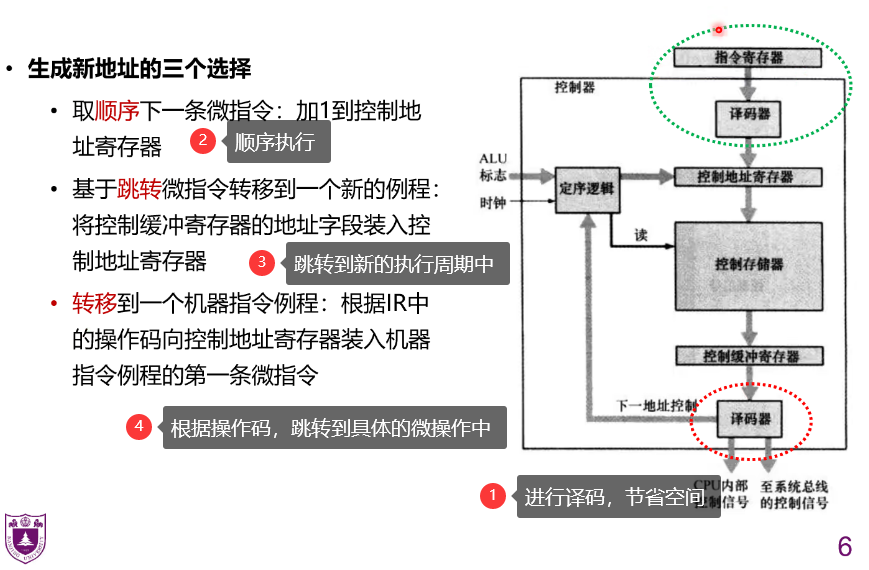 • 生成新地址的三个选择
• 取顺序下一条微指令：加1到控制地
址寄存器
2 顺序执行
• 基于跳转微指令转移到一个新的例程：
将控制缓冲寄存器的地址字段装入控
制地址寄存器
3 跳转到新的执行周期中
• 转移到一个机器指令例程：根据IR中
的操作码向控制地址寄存器装入机器
指令例程的第一条微指令
4 根据操作码，跳转到具体的微操作中
指令寄存器
控制器
译码器
ALU
标志
时钟
定序逻辑
控制地址寄存器
读
控制存储器
控制缓冲寄存器
下一地址控制
译码器
1 进行译码，节省空间
CPU内部
控制信号
至系统总线
的控制信号
6